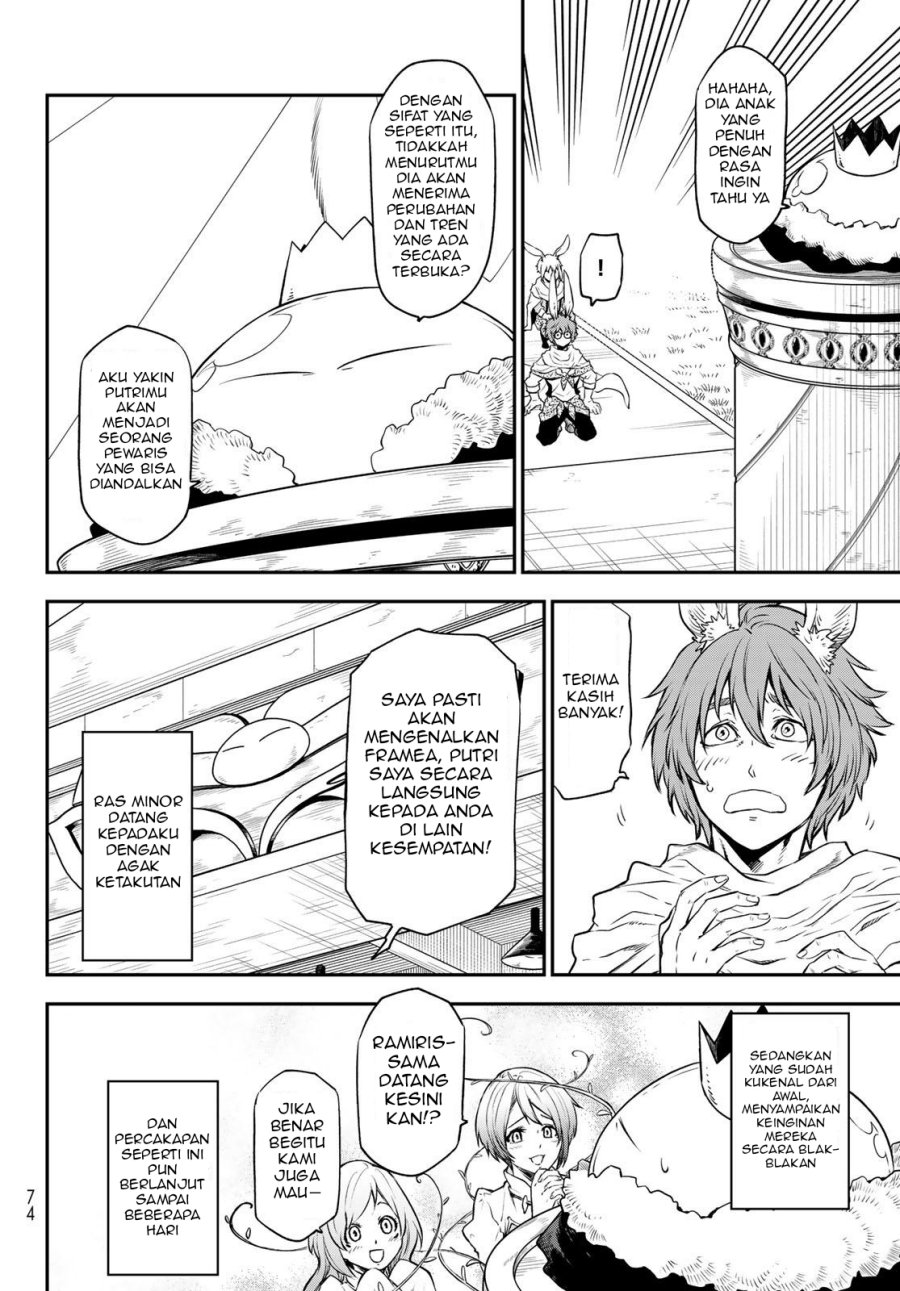 HAHAHA,
DIA ANAK
YANG
PENUH
DENGAN
RASA
INGIN
TAHU YA
!
DENGAN
SIFAT YANG
SEPERTI ITU,
TIDAKKAH
MENURUTMU
DIA AKAN
MENERIMA
PERUBAHAN
DAN TREN
YANG ADA
SECARA
TERBUKA?
AKU YAKIN
PUTRIMU
AKAN
MENJADI
SEORANG
PEWARIS
YANG BISA
DIANDALKAN
TERIMA
KASIH
BANYAK!
SAYA PASTI
AKAN
MENGENALKAN
FRAMEA, PUTRI
SAYA SECARA
LANGSUNG
KEPADA ANDA
DI LAIN
KESEMPATAN!
RAS MINOR
DATANG
KEPADAKU
DENGAN
AGAK
KETAKUTAN
SEDANGKAN
YANG SUDAH
KUKENAL DARI
AWAL,
MENYAMPAIKAN
KEINGINAN
MEREKA
SECARA BLAK-
BLAKAN
RAMIRIS-
SAMA
DATANG
KESINI
KAN!?
JIKA
BENAR
BEGITU
KAMI
JUGA
MAU—
DAN
PERCAKAPAN
SEPERTI INI
PUN
BERLANJUT
SAMPAI
BEBERAPA
HARI
74